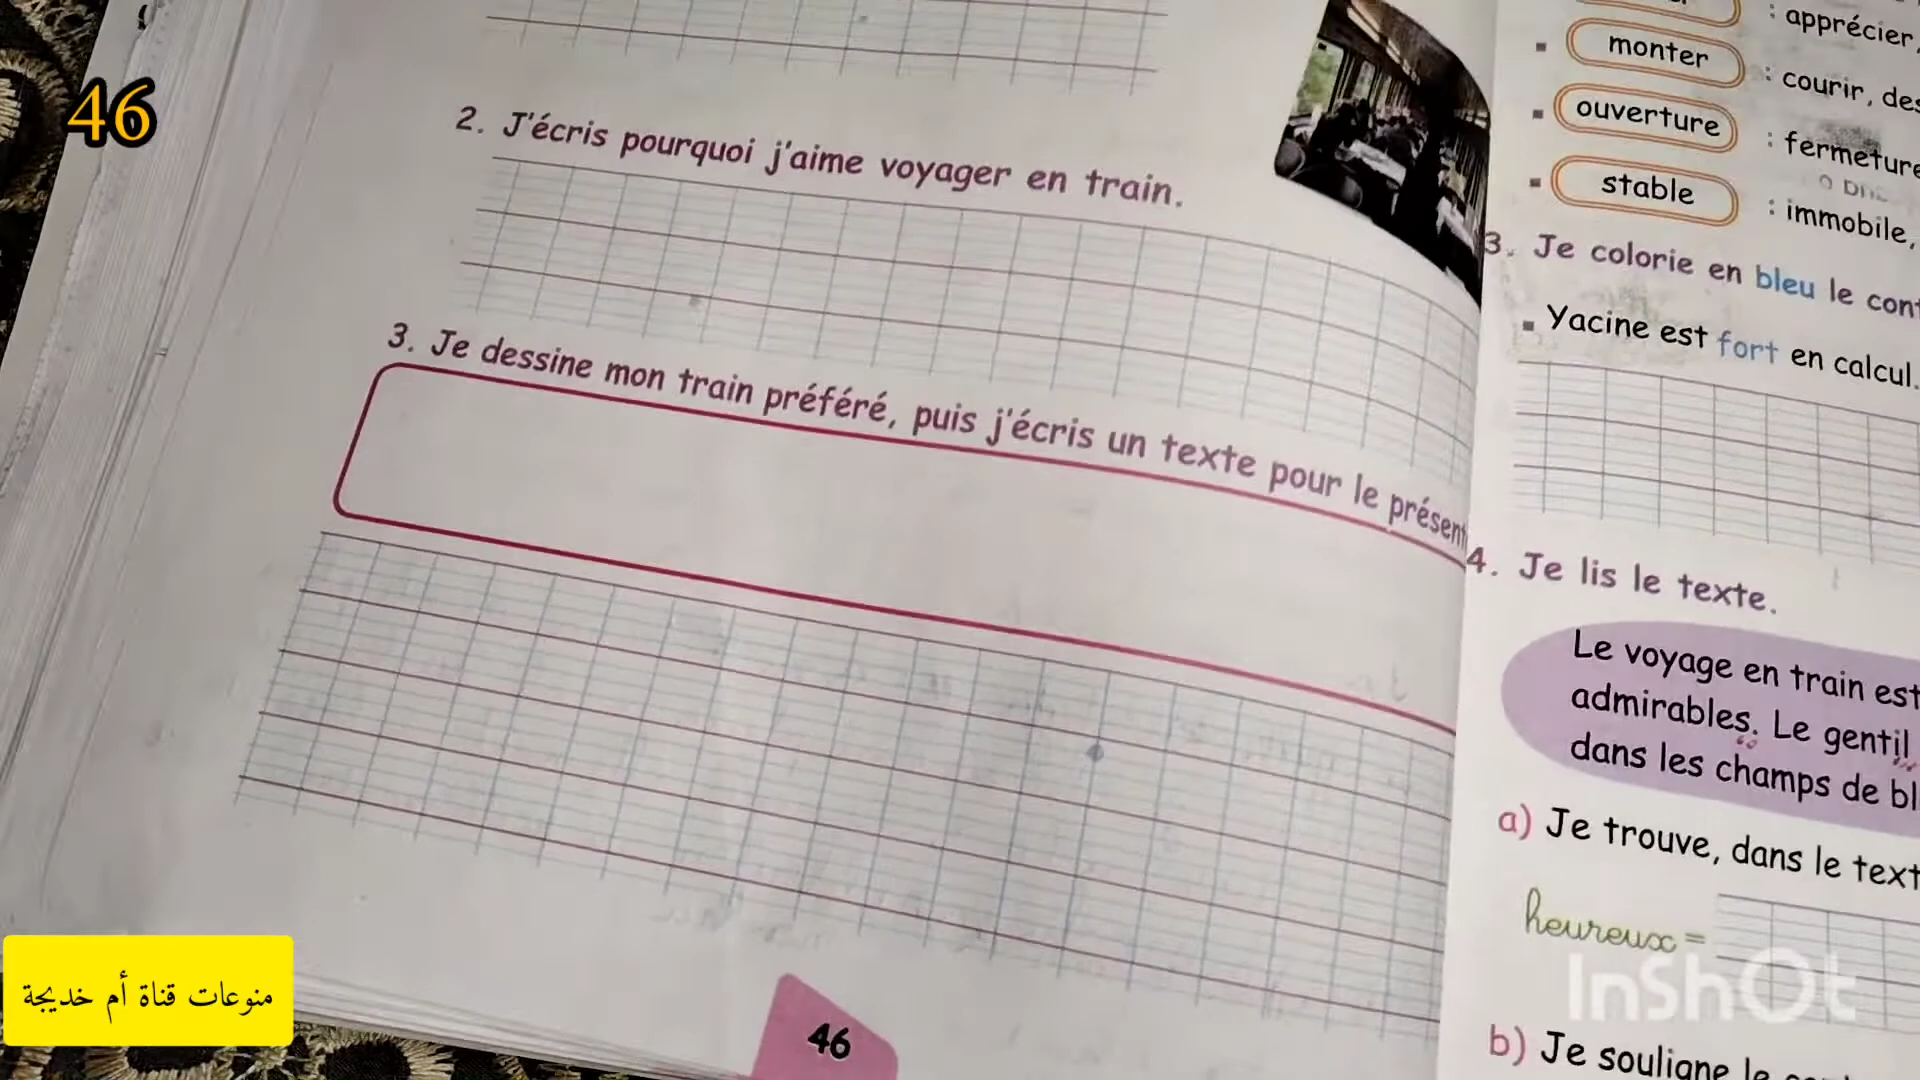 46
2. J'écris pourquoi j'aime voyager en train.
3. Je dessine mon train préféré, puis j'écris un texte pour le présent
46
: apprécier,
monter : courir, des
ouverture : fermeture
stable : immobile,
3. Je colorie en bleu le cont
Yacine est fort en calcul.
4. Je lis le texte.
Le voyage en train est
admirables. Le gentil
dans les champs de bl
a) Je trouve, dans le text
heureux =
b) Je souligne le
منوعات قناة أم خديجة
InShOt